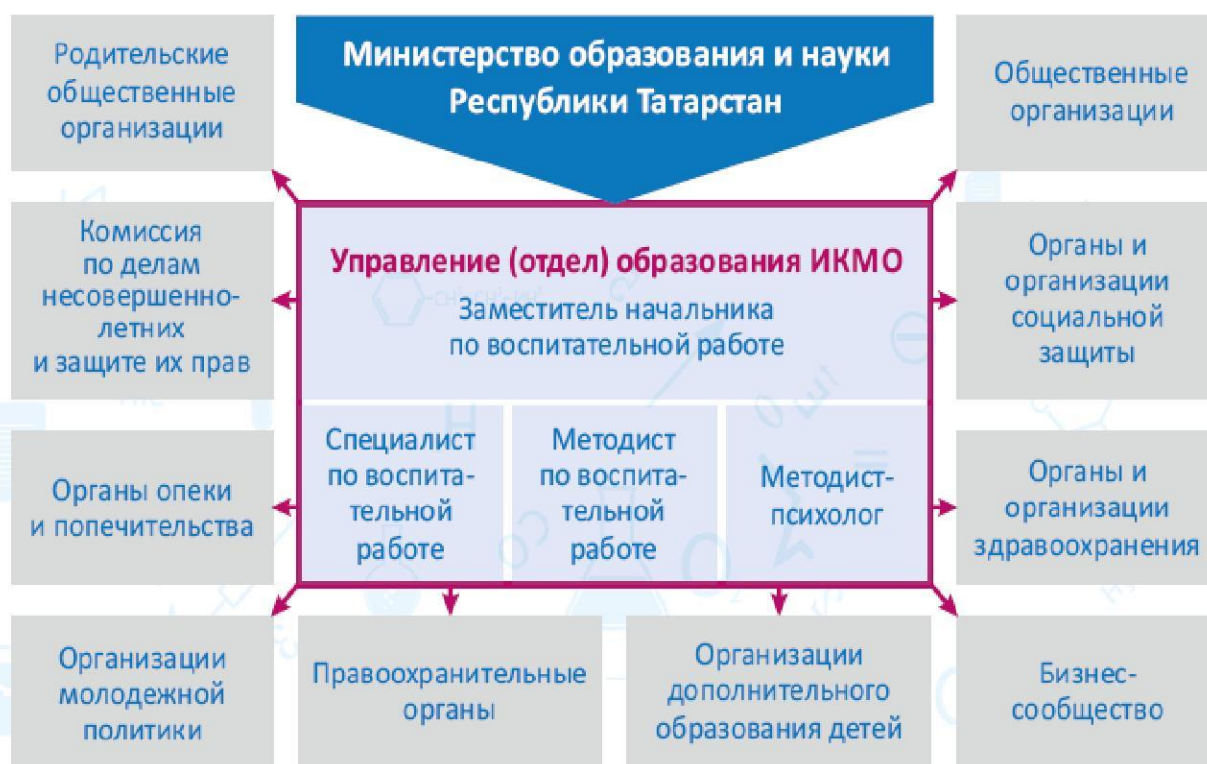 Родительские
общественные
организации
Министерство образования и науки
Республики Татарстан
Общественные
организации
Комиссия
по делам
несовершенно-
летних
и защите их прав
Управление (отдел) образования ИКМО
Заместитель начальника
по воспитательной работе
Органы и
организации
социальной
защиты
Органы опеки
и попечительства
Специалист
по воспита-
тельной
работе
Методист
по воспита-
тельной
работе
Методист-
психолог
Органы и
организации
здравоохранения
Организации
молодежной
политики
Правоохранительные
органы
Организации
дополнительного
образования детей
Бизнес-
сообщество